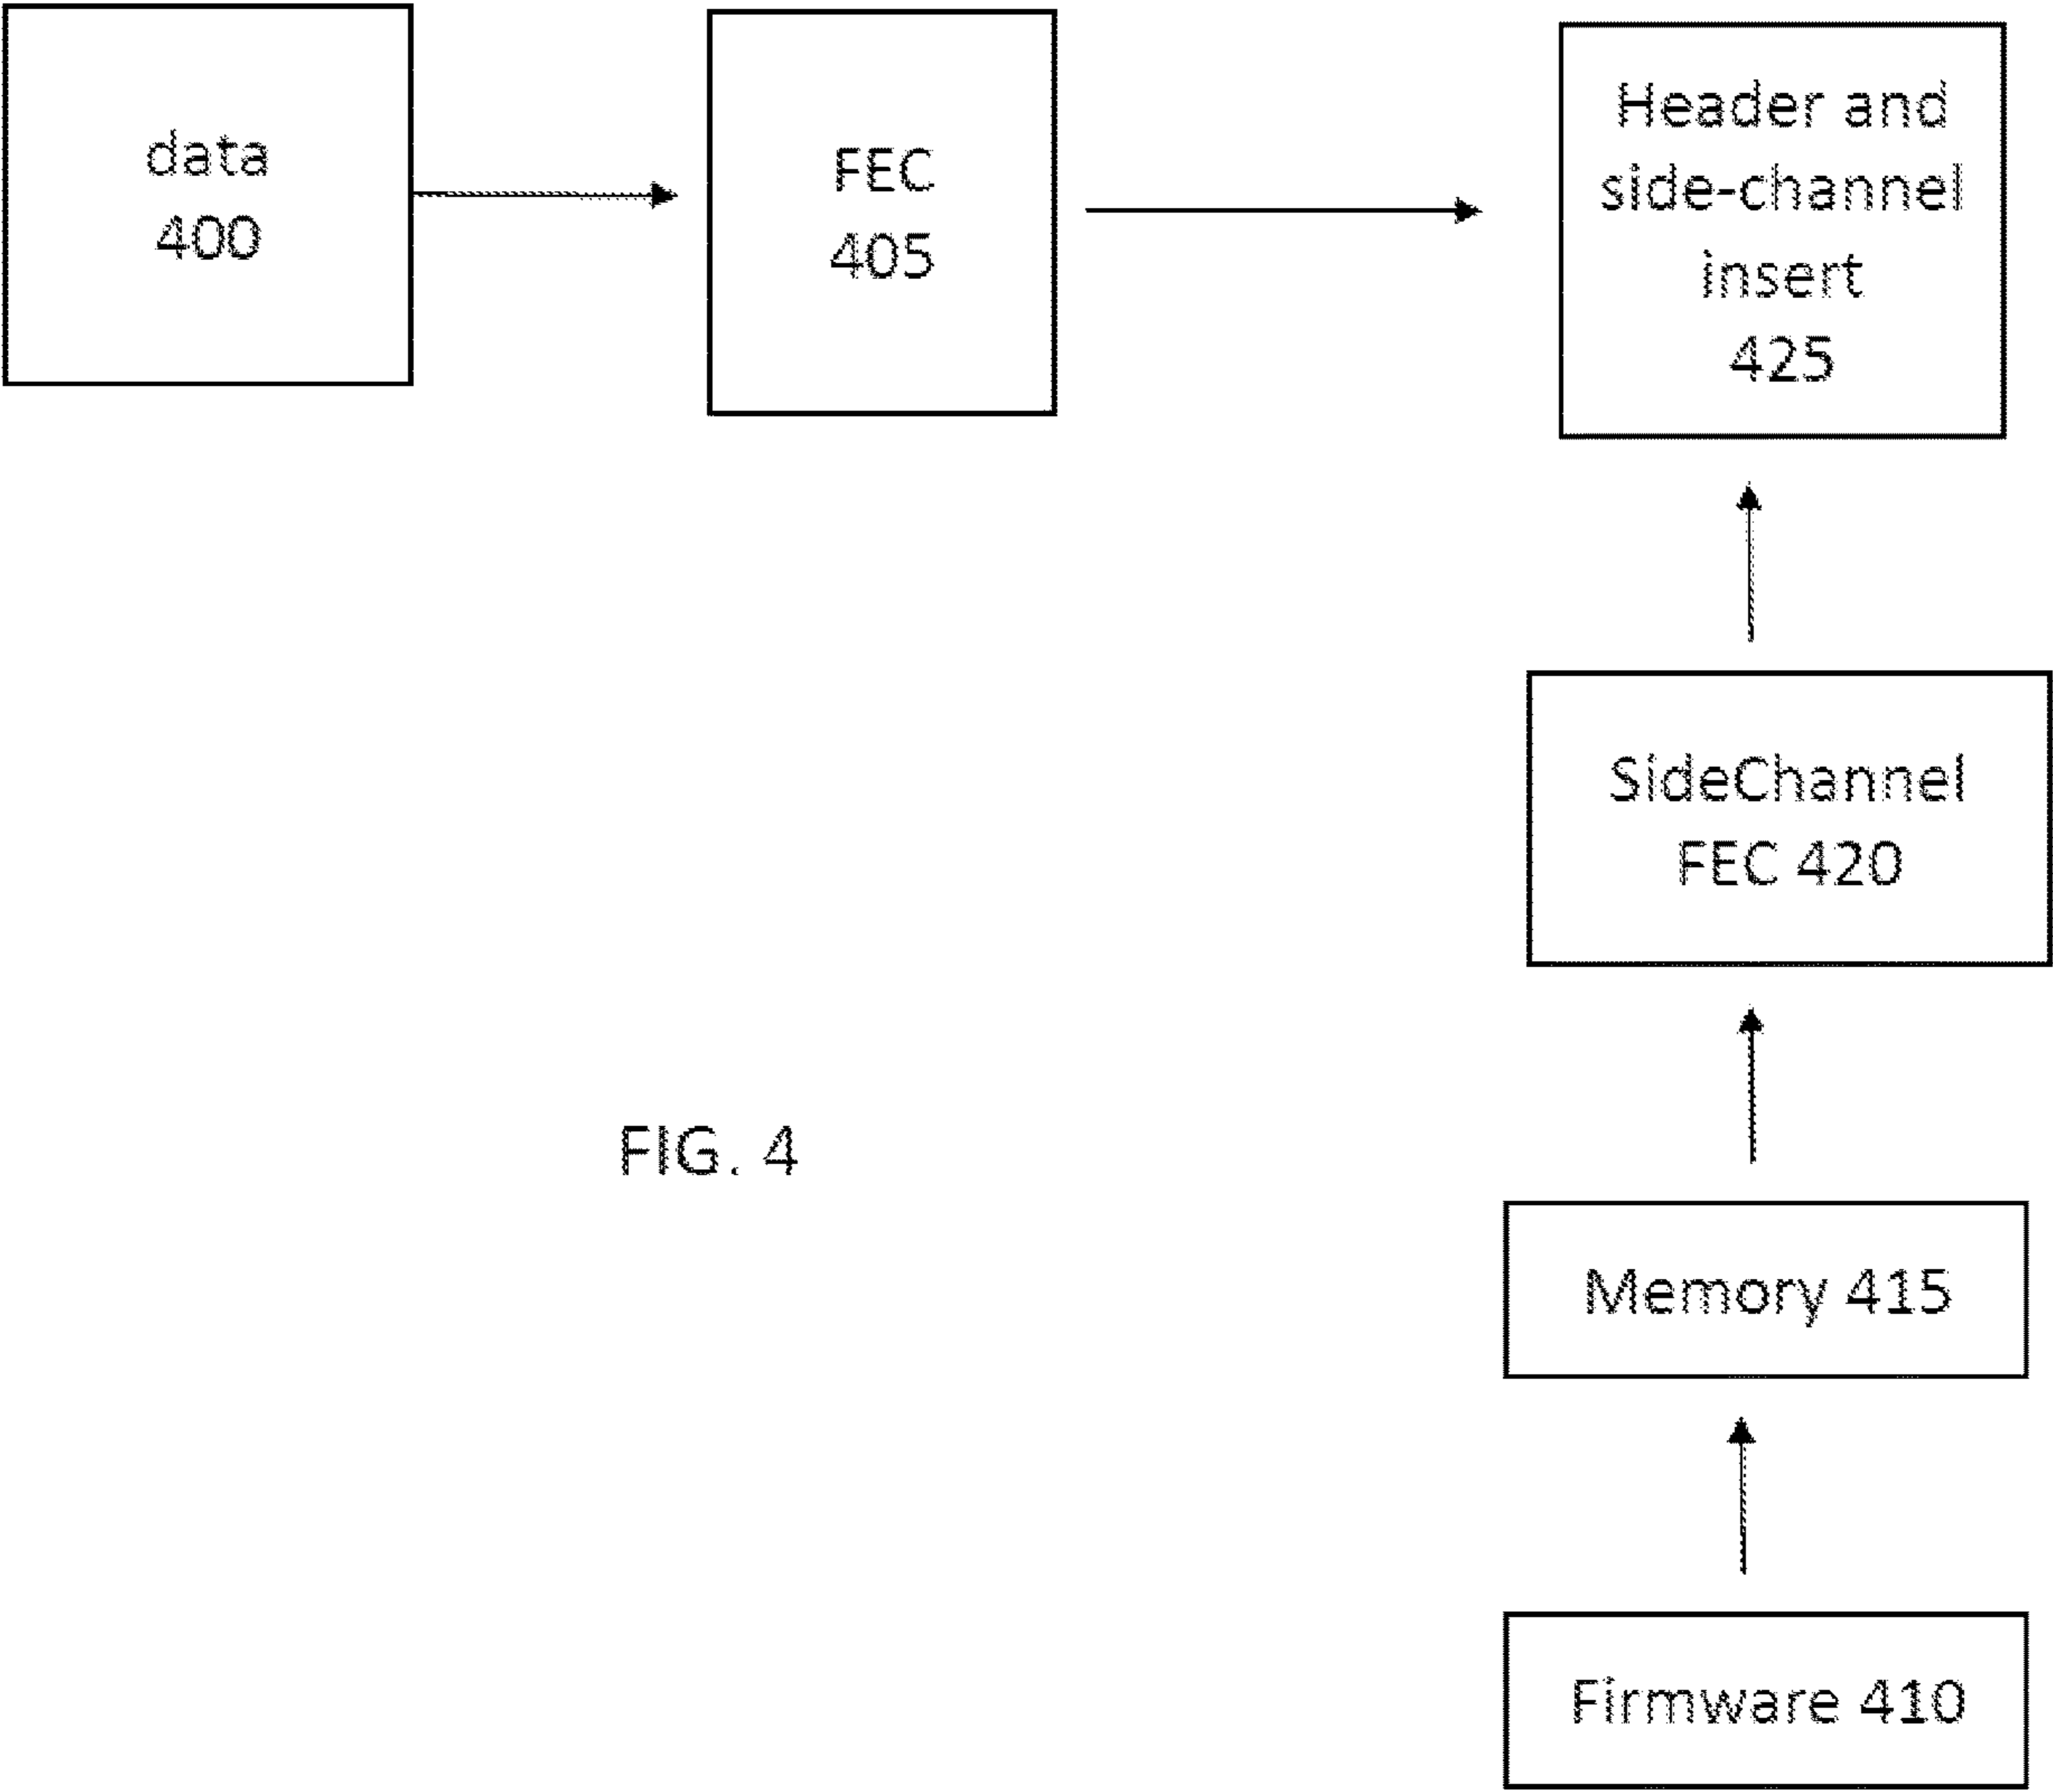 data
400
FEC
405
Header and
side-channel
insert
425
SideChannel
FEC 420
FIG. 4
Memory 415
Firmware 410